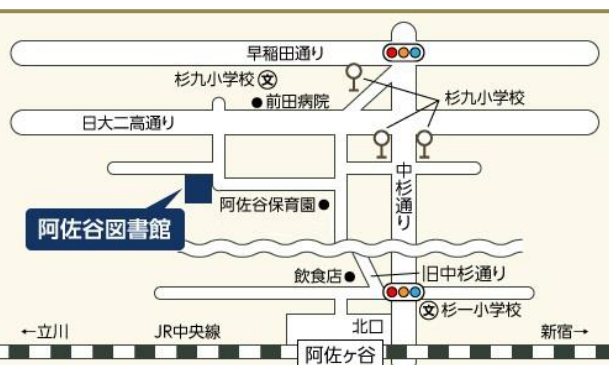 早稲田通り
杉九小学校 文
杉九小学校
前田病院
日大二高通り
中杉通り
阿佐谷保育園
阿佐谷図書館
飲食店
旧中杉通り
文 杉一小学校
←立川
JR中央線
北口
新宿→
阿佐ヶ谷